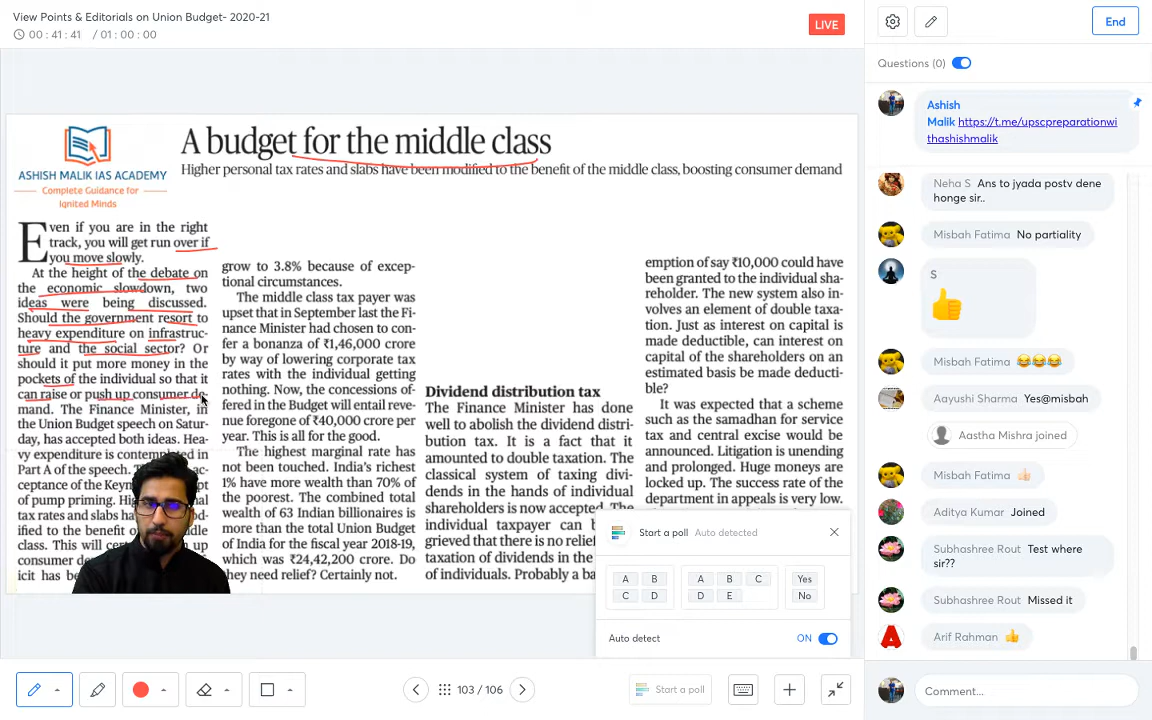 View Points & Editorials on Union Budget- 2020-21
00 : 41 : 41 / 01 : 00 : 00
LIVE
ASHISH MALIK IAS ACADEMY
Complete Guidance for
Ignited Minds
A budget for the middle class
Higher personal tax rates and slabs have been modified to the benefit of the middle class, boosting consumer demand
Even if you are in the right
track, you will get run over if
you move slowly.
At the height of the debate on
the economic slowdown, two
ideas were being discussed.
Should the government resort to
heavy expenditure on infrastruc-
ture and the social sector? Or
should it put more money in the
pockets of the individual so that it
can raise or push up consumer de-
mand. The Finance Minister, in
the Union Budget speech on Satur-
day, has accepted both ideas. Hea-
vy expenditure is contemplated in
Part A of the speech.
ceptance of the
of pump priming.
tax rates and slabs
ified to the benefit
class. This will up
consumer
icit has
grow to 3.8% because of excep-
tional circumstances.
The middle class tax payer was
upset that in September last the Fi-
nance Minister had chosen to con-
fer a bonanza of ₹1,46,000 crore
by way of lowering corporate tax
rates with the individual getting
nothing. Now, the concessions of-
fered in the Budget will entail reve-
nue foregone of ₹40,000 crore per
year. This is all for the good.
The highest marginal rate has
not been touched. India's richest
1% have more wealth than 70% of
the poorest. The combined total
wealth of 63 Indian billionaires is
more than the total Union Budget
of India for the fiscal year 2018-19,
which was ₹24,42,200 crore. Do
they need relief? Certainly not.
Dividend distribution tax
The Finance Minister has done
well to abolish the dividend distri-
bution tax. It is a fact that it
amounted to double taxation. The
classical system of taxing divi-
dends in the hands of individual
shareholders is now accepted. The
individual taxpayer can
grieved that there is no relief
taxation of dividends in the
of individuals. Probably a
emption of say ₹10,000 could have
been granted to the individual sha-
reholder. The new system also in-
volves an element of double taxa-
tion. Just as interest on capital is
made deductible, can interest on
capital of the shareholders on an
estimated basis be made deducti-
ble?
It was expected that a scheme
such as the samadhan for service
tax and central excise would be
announced. Litigation is unending
and prolonged. Huge moneys are
locked up. The success rate of the
department in appeals is very low.
Start a poll Auto detected
A B
C D
A B C
D E
Yes
No
Auto detect ON
103 / 106
Start a poll
End
Questions (0)
Ashish
Malik https://t.me/upscpreparationwi
thashishmalik
Neha S Ans to jyada postv dene
honge sir..
Misbah Fatima No partiality
S
Misbah Fatima 😂😂😂
Aayushi Sharma Yes@misbah
Aastha Mishra joined
Misbah Fatima 👍🏻
Aditya Kumar Joined
Subhashree Rout Test where
sir??
Subhashree Rout Missed it
A
Arif Rahman 👍
Comment...